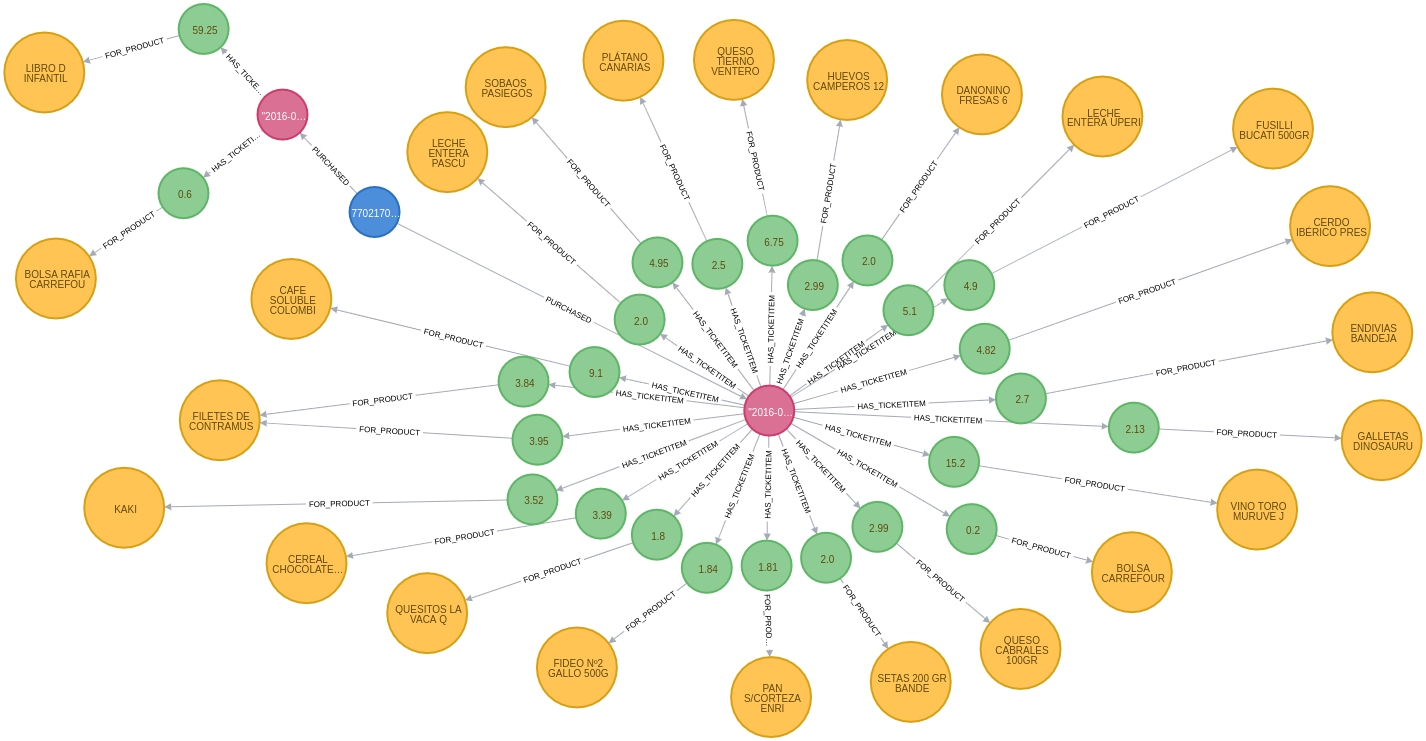 59.25
FOR_PRODUCT
LIBRO D
INFANTIL
HAS_TICKE...
"2016-0...
HAS_TICKETI...
0.6
FOR_PRODUCT
BOLSA RAFIA
CARREFOU
PURCHASED
7702170...
PURCHASED
"2016-0...
HAS_TICKETITEM
2.0
FOR_PRODUCT
LECHE
ENTERA
PASCU
HAS_TICKETITEM
4.95
FOR_PRODUCT
SOBAOS
PASIEGOS
HAS_TICKETITEM
2.5
FOR_PRODUCT
PLÁTANO
CANARIAS
HAS_TICKETITEM
6.75
FOR_PRODUCT
QUESO
TIERNO
VENTERO
HAS_TICKETITEM
2.99
FOR_PRODUCT
HUEVOS
CAMPEROS 12
HAS_TICKETITEM
2.0
FOR_PRODUCT
DANONINO
FRESAS 6
HAS_TICKETITEM
5.1
FOR_PRODUCT
LECHE
ENTERA UPERI
HAS_TICKETITEM
4.9
FOR_PRODUCT
FUSILLI
BUCATI 500GR
HAS_TICKETITEM
4.82
FOR_PRODUCT
CERDO
IBÉRICO PRES
HAS_TICKETITEM
2.7
FOR_PRODUCT
ENDIVIAS
BANDEJA
HAS_TICKETITEM
2.13
FOR_PRODUCT
GALLETAS
DINOSAURU
HAS_TICKETITEM
15.2
FOR_PRODUCT
VINO TORO
MURUVE J
HAS_TICKETITEM
0.2
FOR_PRODUCT
BOLSA
CARREFOUR
HAS_TICKETITEM
2.99
FOR_PRODUCT
QUESO
CABRALES
100GR
HAS_TICKETITEM
2.0
FOR_PRODUCT
SETAS 200 GR
BANDE
HAS_TICKETITEM
1.81
FOR_PROD...
PAN
S/CORTEZA
ENRI
HAS_TICKETITEM
1.84
FOR_PRODUCT
FIDEO Nº2
GALLO 500G
HAS_TICKETITEM
1.8
FOR_PRODUCT
QUESITOS LA
VACA Q
HAS_TICKETITEM
3.39
FOR_PRODUCT
CEREAL
CHOCOLATE...
HAS_TICKETITEM
3.52
FOR_PRODUCT
KAKI
HAS_TICKETITEM
3.95
FOR_PRODUCT
HAS_TICKETITEM
3.84
FOR_PRODUCT
FILETES DE
CONTRAMUS
HAS_TICKETITEM
9.1
FOR_PRODUCT
CAFE
SOLUBLE
COLOMBI